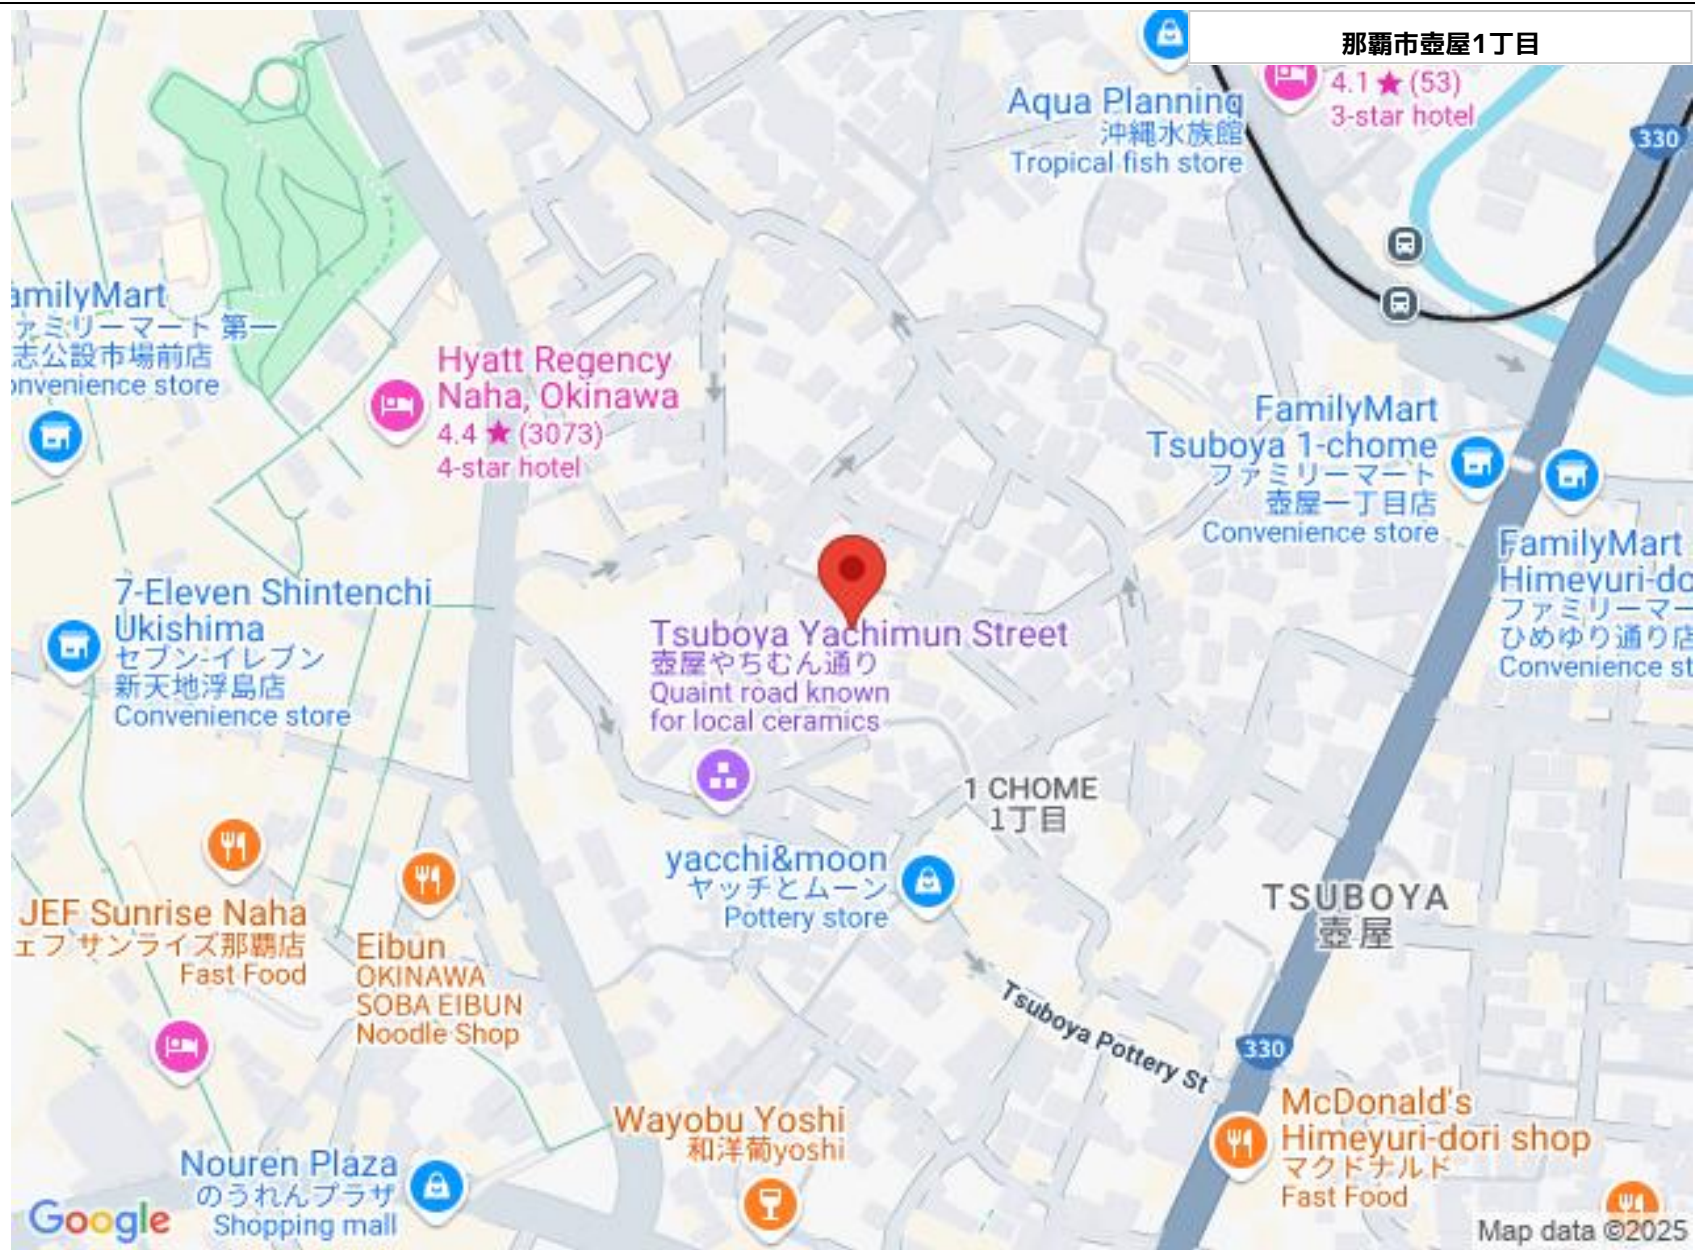 那覇市壺屋1丁目
4.1 ★ (53)
3-star hotel
Aqua Planning
沖縄水族館
Tropical fish store
330
amilyMart
ァミリーマート 第一
志公設市場前店
onvenience store
Hyatt Regency
Naha, Okinawa
4.4 ★ (3073)
4-star hotel
FamilyMart
Tsuboya 1-chome
ファミリーマート
壺屋一丁目店
Convenience store
FamilyMart
Himeyuri-do
ファミリーマー
ひめゆり通り店
Convenience st
7-Eleven Shintenchi
Ukishima
セブン-イレブン
新天地浮島店
Convenience store
Tsuboya Yachimun Street
壺屋やちむん通り
Quaint road known
for local ceramics
1 CHOME
1丁目
yacchi&moon
ヤッチとムーン
Pottery store
TSUBOYA
壺屋
JEF Sunrise Naha
ェフ サンライズ那覇店
Fast Food
Eibun
OKINAWA
SOBA EIBUN
Noodle Shop
Tsuboya Pottery St
330
McDonald's
Himeyuri-dori shop
マクドナルド
Fast Food
Wayobu Yoshi
和洋葡yoshi
Nouren Plaza
のうれんプラザ
Shopping mall
Google
Map data ©2025